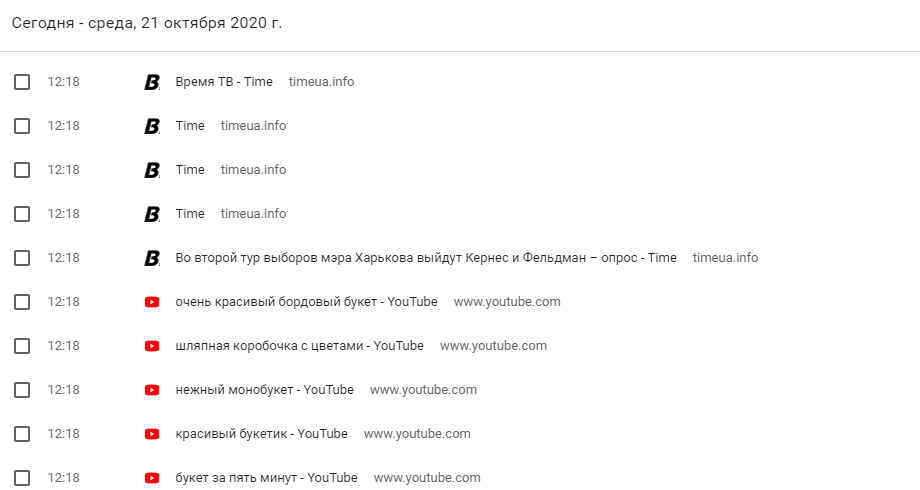 Сегодня - среда, 21 октября 2020 г.
12:18 В Время ТВ - Time timeua.info
12:18 В Time timeua.info
12:18 В Time timeua.info
12:18 В Time timeua.info
12:18 В Во второй тур выборов мэра Харькова выйдут Кернес и Фельдман – опрос - Time timeua.info
12:18 очень красивый бордовый букет - YouTube www.youtube.com
12:18 шляпная коробочка с цветами - YouTube www.youtube.com
12:18 нежный монобукет - YouTube www.youtube.com
12:18 красивый букетик - YouTube www.youtube.com
12:18 букет за пять минут - YouTube www.youtube.com